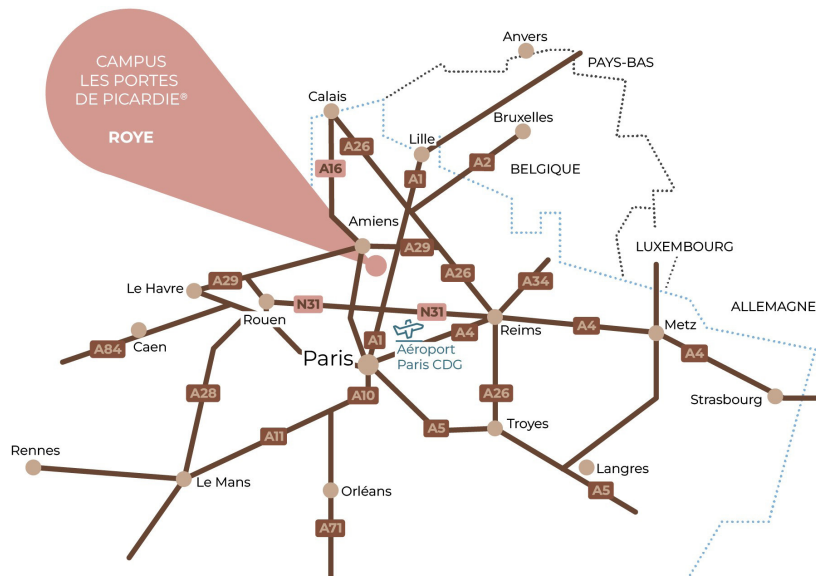 CAMPUS
LES PORTES
DE PICARDIE®
ROYE
Anvers
PAYS-BAS
Calais
Bruxelles
A26
Lille
A16
A1
A2
BELGIQUE
Amiens
A29
LUXEMBOURG
A26
A29
A34
Le Havre
N31
N31
ALLEMAGNE
Rouen
Reims
A4
Metz
Caen
A84
A1
A4
Aéroport
Paris CDG
A4
Paris
A28
A10
A26
Strasbourg
A11
A5
Troyes
Rennes
Le Mans
Orléans
Langres
A5
A71